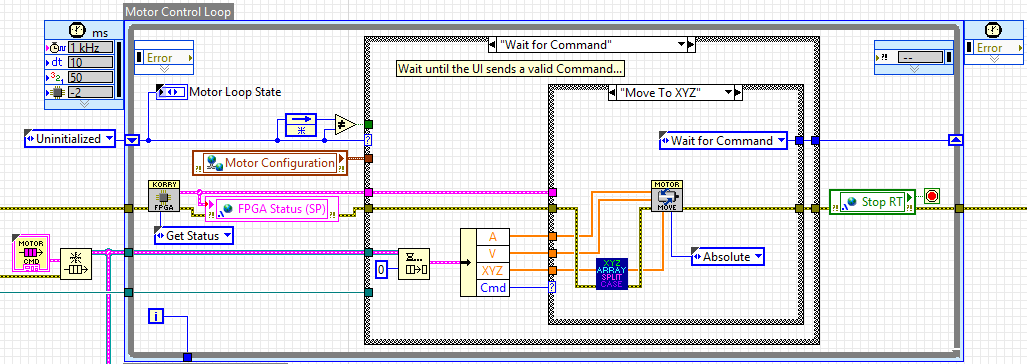 Motor Control Loop
ms
1 kHz
dt 10
50
-2
Error
Error
--
"Wait for Command"
Wait until the UI sends a valid Command...
"Move To XYZ"
Motor Loop State
Uninitialized
Wait for Command
Motor Configuration
KORRY
FPGA
FPGA Status (SP)
Get Status
MOTOR
MOVE
Stop RT
MOTOR
CMD
0
A
V
XYZ
Cmd
XYZ
ARRAY
SPLIT
CASE
Absolute
i